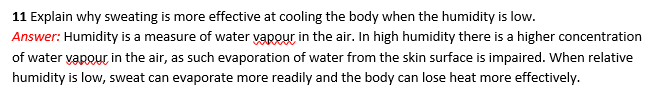 11 Explain why sweating is more effective at cooling the body when the humidity is low.
Answer: Humidity is a measure of water vapour in the air. In high humidity there is a higher concentration
of water vapour in the air, as such evaporation of water from the skin surface is impaired. When relative
humidity is low, sweat can evaporate more readily and the body can lose heat more effectively.